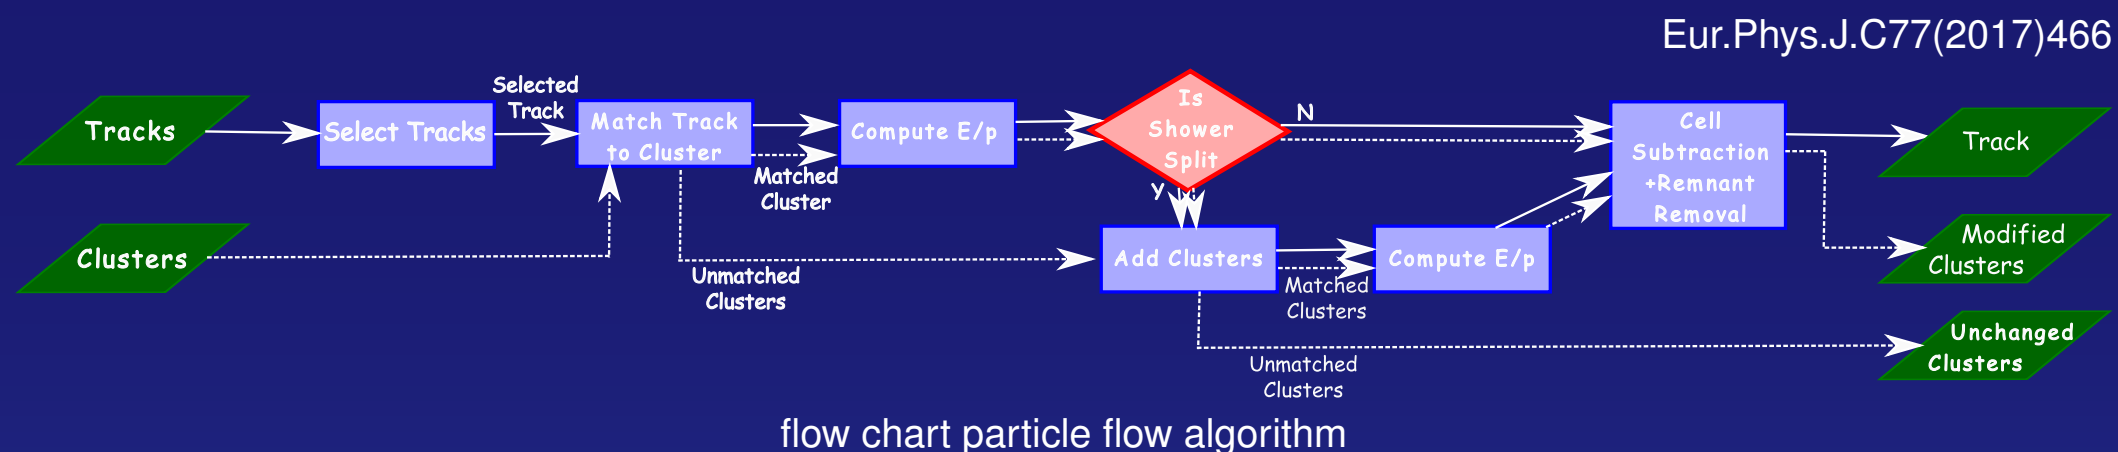 Eur.Phys.J.C77(2017)466
Tracks
Select Tracks
Selected
Track
Match Track
to Cluster
Matched
Cluster
Compute E/p
Is
Shower
Split
N
Y
Cell
Subtraction
+Remnant
Removal
Track
Clusters
Unmatched
Clusters
Add Clusters
Matched
Clusters
Compute E/p
Modified
Clusters
Unmatched
Clusters
Unchanged
Clusters
flow chart particle flow algorithm